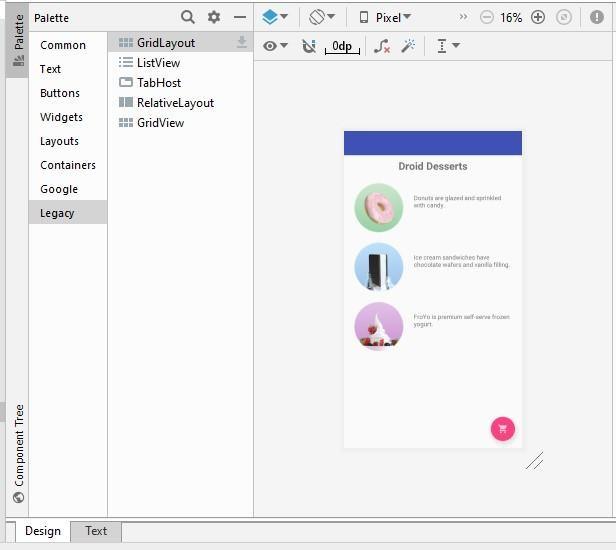 Palette
Palette
Pixel
16%
Common
Text
Buttons
Widgets
Layouts
Containers
Google
Legacy
GridLayout
ListView
TabHost
RelativeLayout
GridView
0dp
Droid Desserts
Donuts are glazed and sprinkled
with candy.
Ice cream sandwiches have
chocolate wafers and vanilla filling.
FroYo is premium self-serve frozen
yogurt.
Component Tree
Design
Text